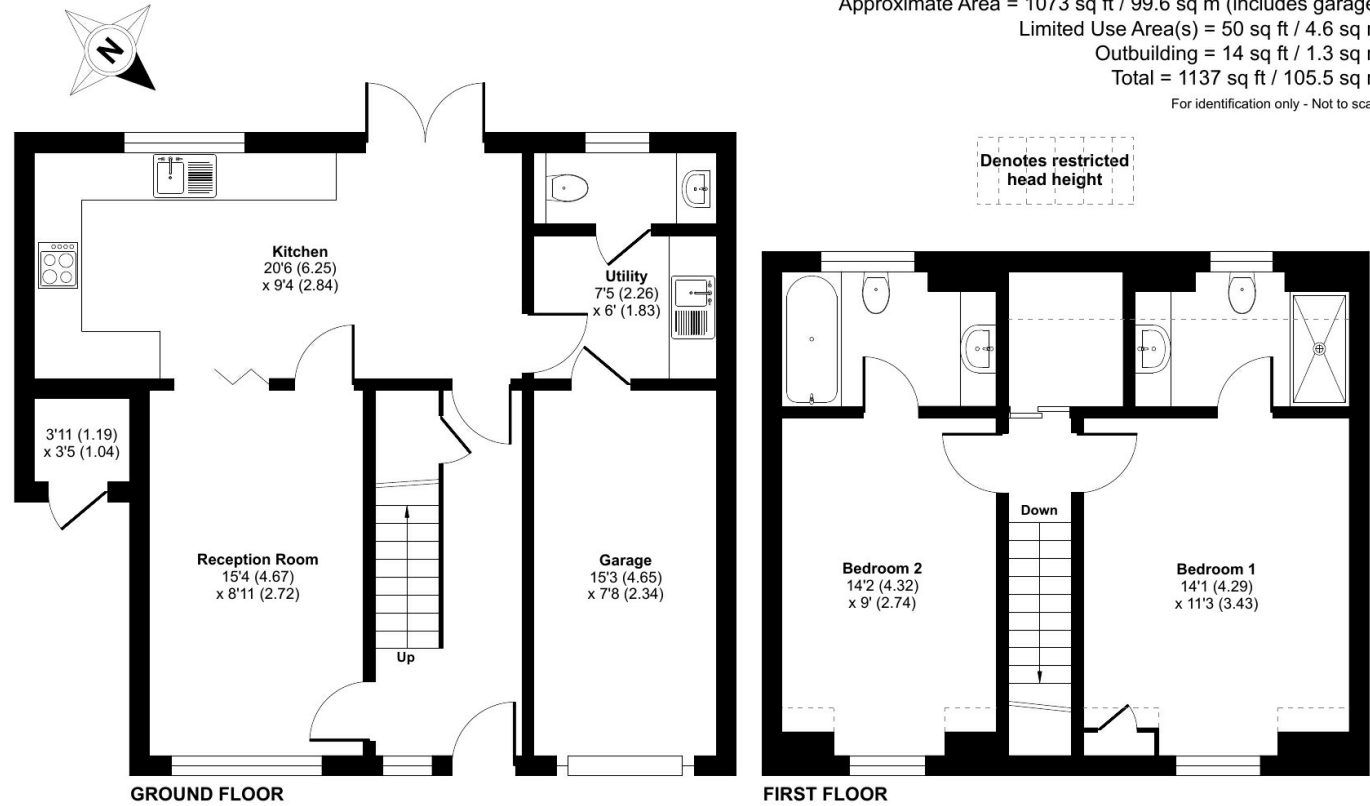 Approximate Area = 1073 sq ft / 99.6 sq m (includes garage
Limited Use Area(s) = 50 sq ft / 4.6 sq m
Outbuilding = 14 sq ft / 1.3 sq m
Total = 1137 sq ft / 105.5 sq m
For identification only - Not to sca
N
Denotes restricted
head height
Kitchen
20'6 (6.25)
x 9'4 (2.84)
Utility
7'5 (2.26)
x 6' (1.83)
3'11 (1.19)
x 3'5 (1.04)
Reception Room
15'4 (4.67)
x 8'11 (2.72)
Up
Garage
15'3 (4.65)
x 7'8 (2.34)
GROUND FLOOR
Down
Bedroom 2
14'2 (4.32)
x 9' (2.74)
Bedroom 1
14'1 (4.29)
x 11'3 (3.43)
FIRST FLOOR